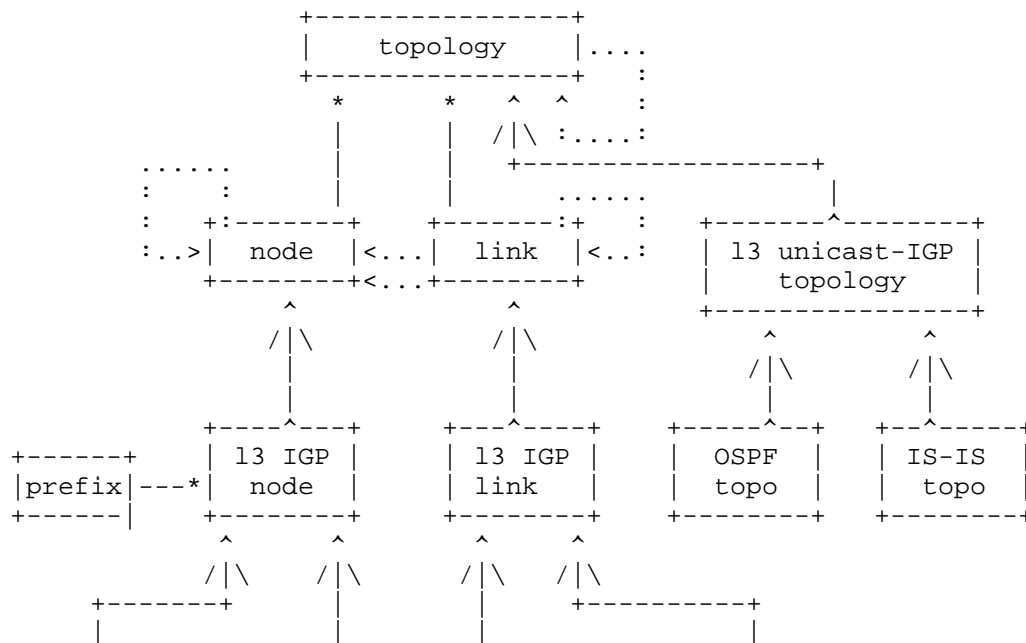 topology
node
link
l3 unicast-IGP
topology
prefix
l3 IGP
node
l3 IGP
link
OSPF
topo
IS-IS
topo